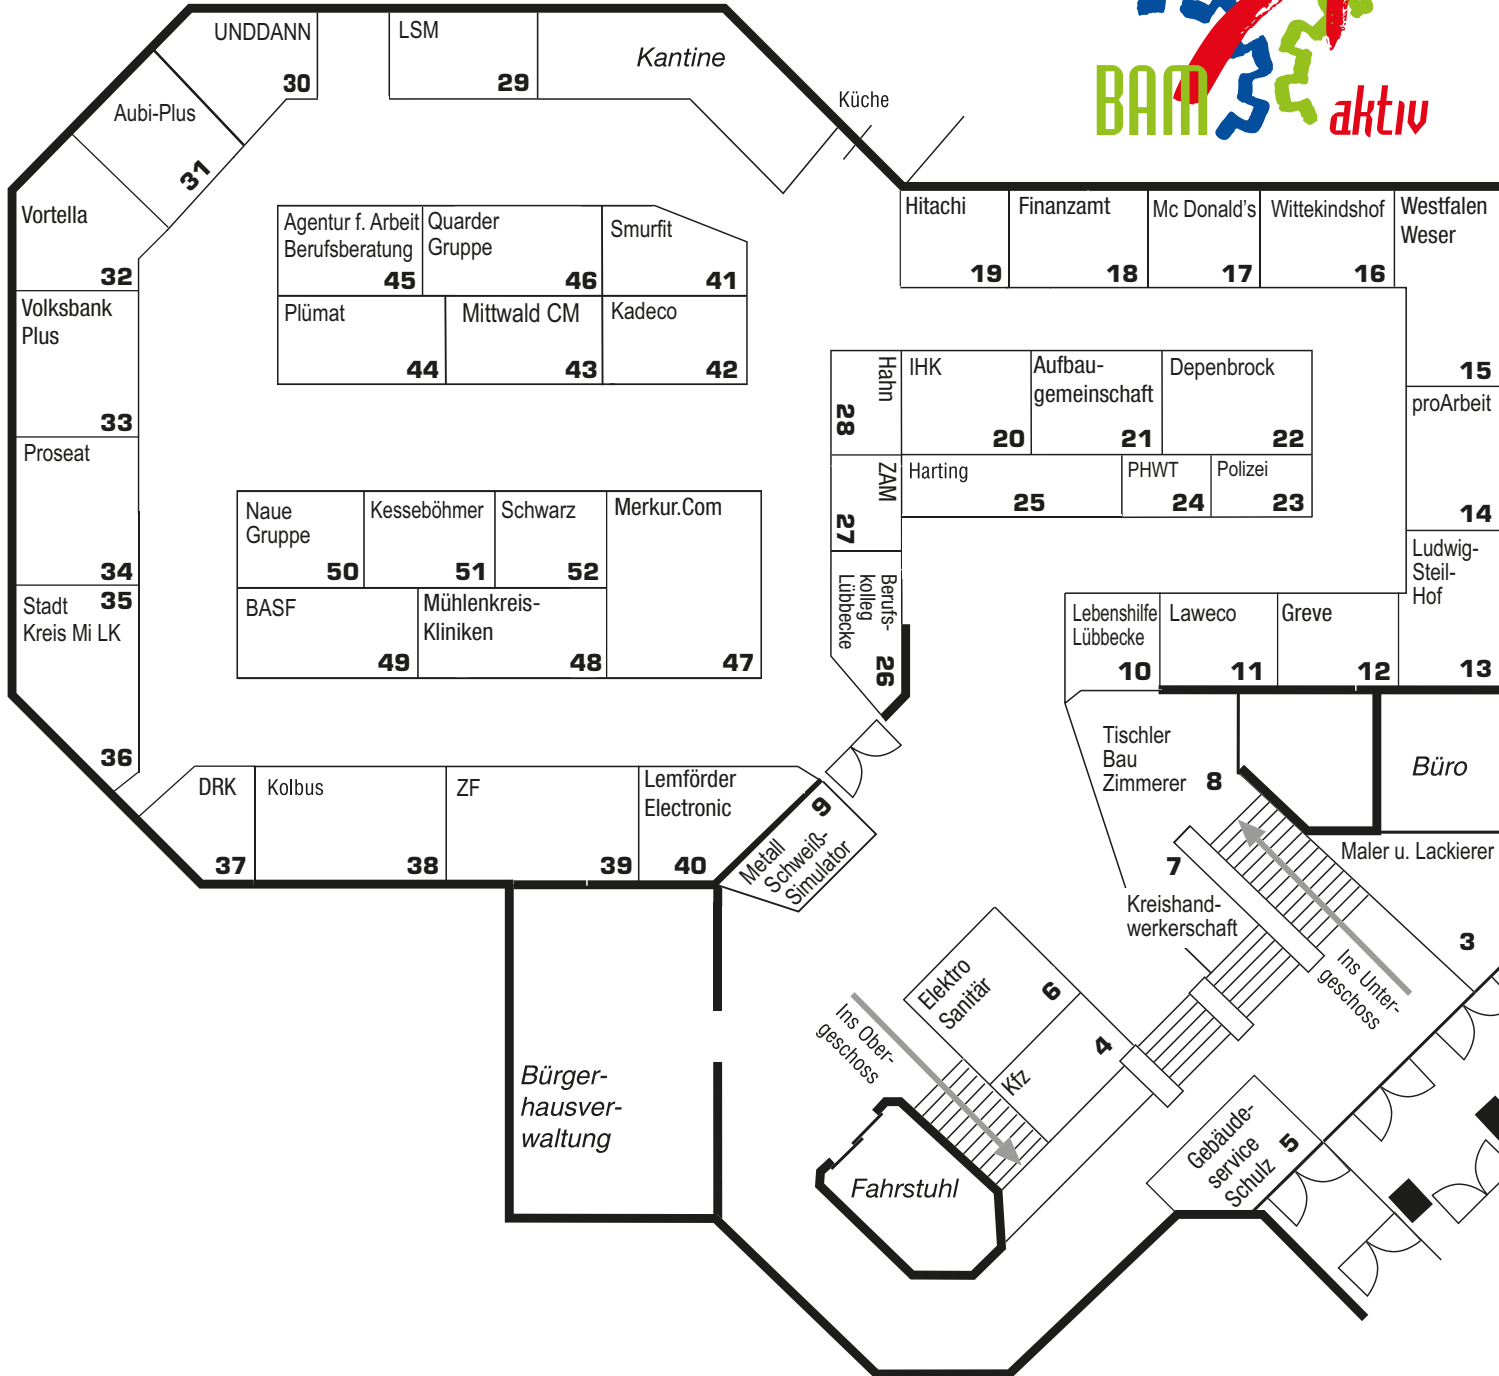 BAM aktiv
UNDDANN
30
LSM
29
Kantine
Küche
Aubi-Plus
31
Vortella
32
Volksbank
Plus
33
Proseat
34
Stadt 35
Kreis Mi LK
36
Agentur f. Arbeit
Berufsberatung
45
Quarder
Gruppe
46
Smurfit
41
Plümat
44
Mittwald CM
43
Kadeco
42
Hitachi
19
Finanzamt
18
Mc Donald's
17
Wittekindshof
16
Westfalen
Weser
15
proArbeit
14
Ludwig-
Steil-
Hof
13
Hahn
28
IHK
20
Aufbau-
gemeinschaft
21
Depenbrock
22
ZAM
27
Harting
25
PHWT
24
Polizei
23
Berufs-
kolleg
Lübbecke
26
Naue
Gruppe
50
Kesseböhmer
51
Schwarz
52
Merkur.Com
47
BASF
49
Mühlenkreis-
Kliniken
48
Lebenshilfe
Lübbecke
10
Laweco
11
Greve
12
DRK
37
Kolbus
38
ZF
39
Lemförder
Electronic
40
9
Metall
Schweiß-
Simulator
Tischler
Bau
Zimmerer 8
Büro
Maler u. Lackierer
3
7
Kreishand-
werkerschaft
Ins Unter-
geschoss
Elektro
Sanitär
6
4
Kfz
Ins Ober-
geschoss
Gebäude-
service
Schulz
5
Bürger-
hausver-
waltung
Fahrstuhl